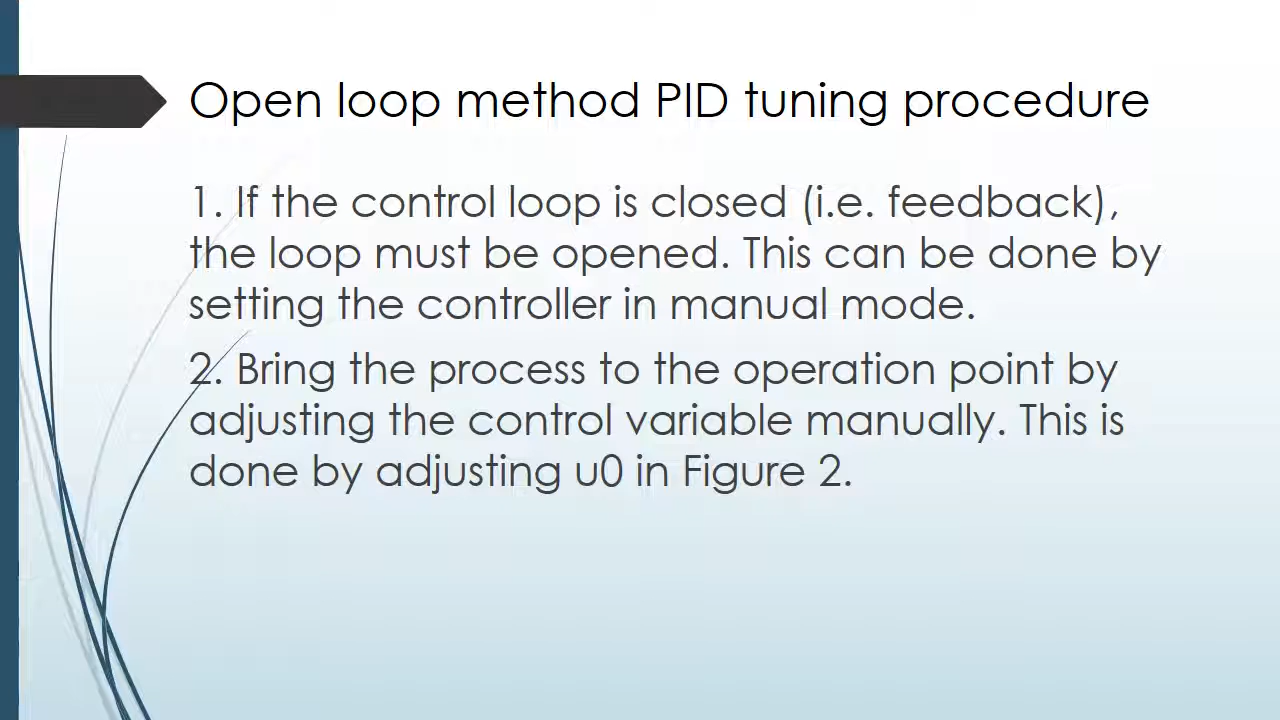 Open loop method PID tuning procedure
1. If the control loop is closed (i.e. feedback),
the loop must be opened. This can be done by
setting the controller in manual mode.
2. Bring the process to the operation point by
adjusting the control variable manually. This is
done by adjusting u0 in Figure 2.